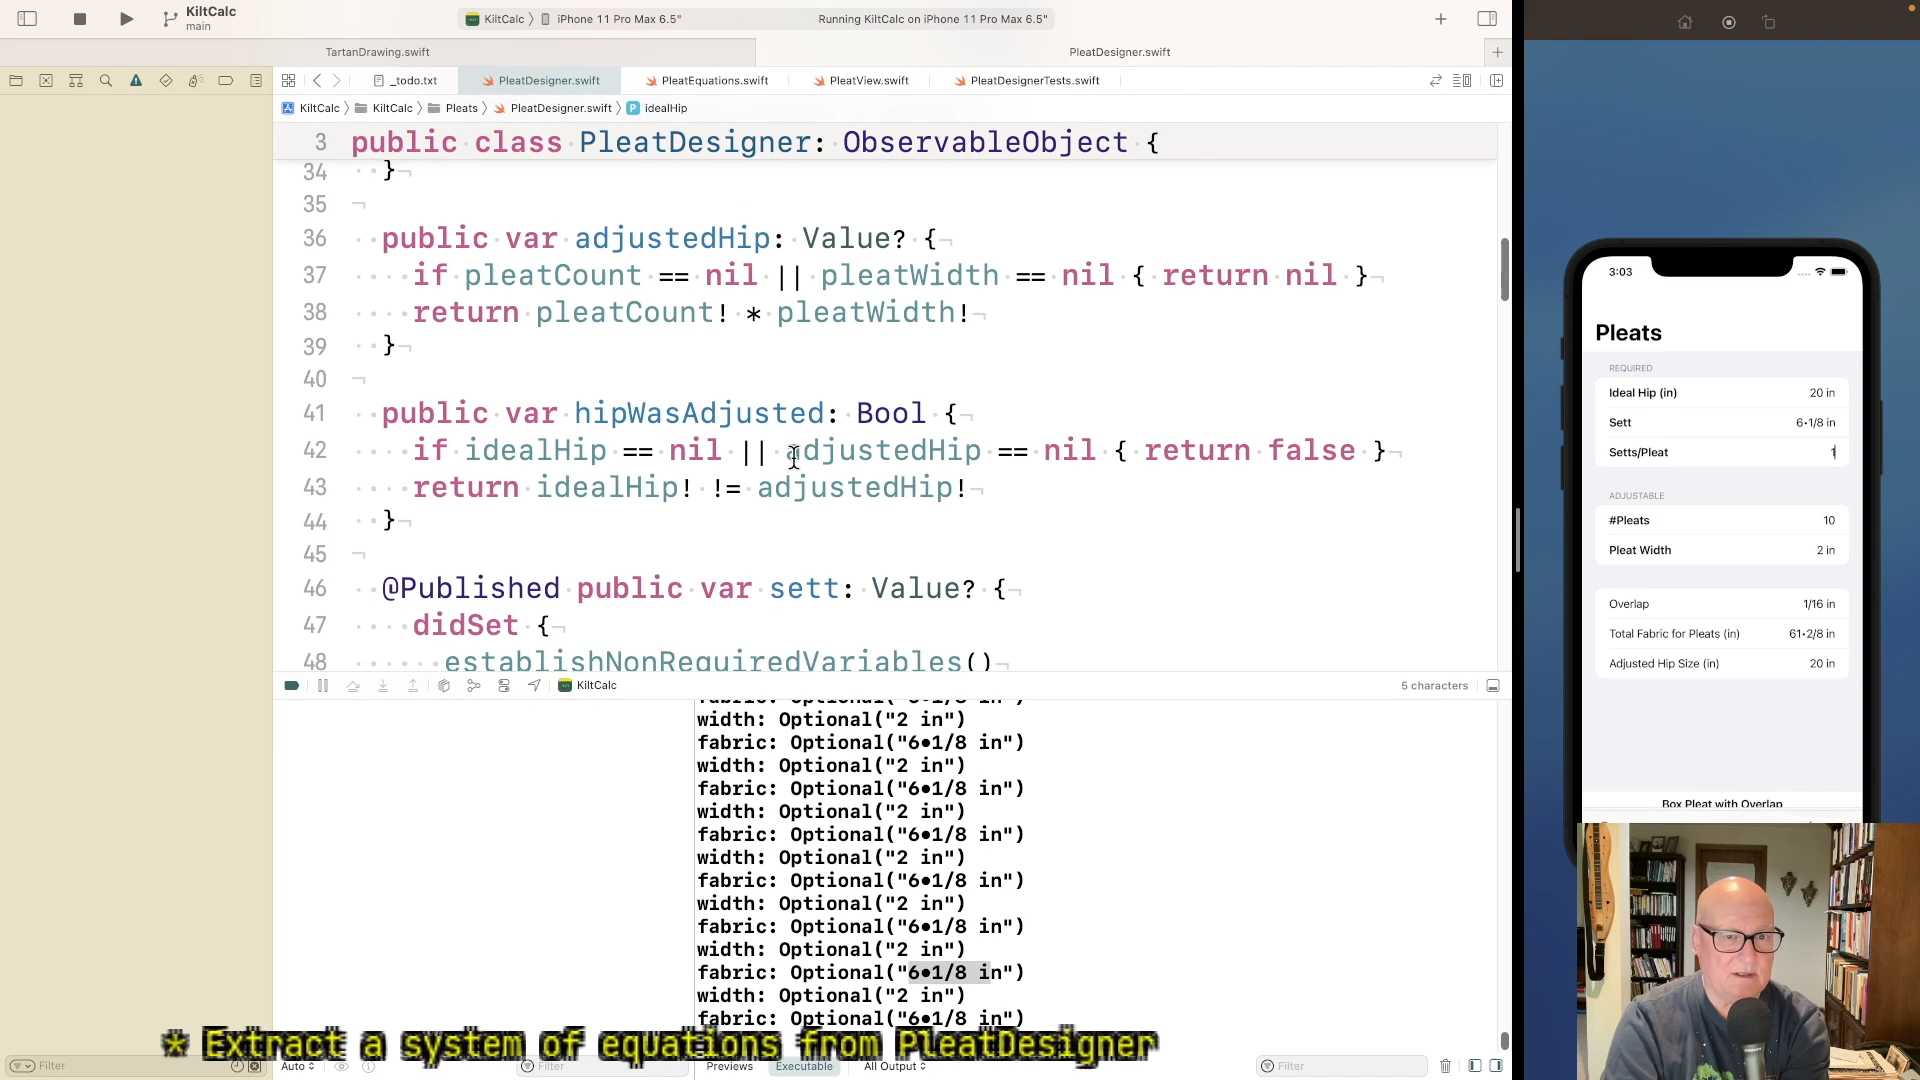 KiltCalc
main
KiltCalc
iPhone 11 Pro Max 6.5"
Running KiltCalc on iPhone 11 Pro Max 6.5"
TartanDrawing.swift
PleatDesigner.swift
_todo.txt
PleatDesigner.swift
PleatEquations.swift
PleatView.swift
PleatDesignerTests.swift
KiltCalc
KiltCalc
Pleats
PleatDesigner.swift
P idealHip
3 public class PleatDesigner: ObservableObject {
34 }
35
36 public var adjustedHip: Value? {
37 if pleatCount == nil || pleatWidth == nil { return nil }
38 return pleatCount! * pleatWidth!
39 }
40
41 public var hipWasAdjusted: Bool {
42 if idealHip == nil || adjustedHip == nil { return false }
43 return idealHip! != adjustedHip!
44 }
45
46 @Published public var sett: Value? {
47 didSet {
48 establishNonRequiredVariables()
KiltCalc
5 characters
width: Optional("2 in")
fabric: Optional("6•1/8 in")
width: Optional("2 in")
fabric: Optional("6•1/8 in")
width: Optional("2 in")
fabric: Optional("6•1/8 in")
width: Optional("2 in")
fabric: Optional("6•1/8 in")
width: Optional("2 in")
fabric: Optional("6•1/8 in")
width: Optional("2 in")
fabric: Optional("6•1/8 in")
width: Optional("2 in")
fabric: Optional("6•1/8 in")
* Extract a system of equations from PleatDesigner
Filter
Auto
Filter
Previews
Executable
All Output
Filter
3:03
Pleats
REQUIRED
Ideal Hip (in) 20 in
Sett 6•1/8 in
Setts/Pleat 1
ADJUSTABLE
#Pleats 10
Pleat Width 2 in
Overlap 1/16 in
Total Fabric for Pleats (in) 61•2/8 in
Adjusted Hip Size (in) 20 in
Box Pleat with Overlap